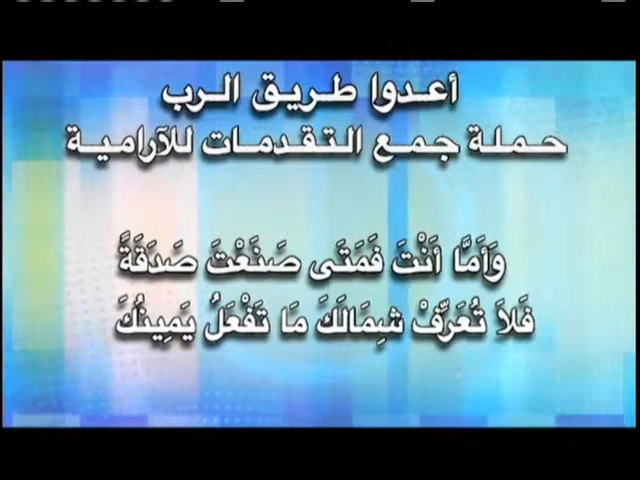 أعدوا طريق الرب
حملة جمع التقدمات للآرامية
وَأَمَّا أَنْتَ فَمَتَى صَنَعْتَ صَدَقَةً
فَلاَ تُعَرِّفْ شِمَالَكَ مَا تَفْعَلُ يَمِينُكَ